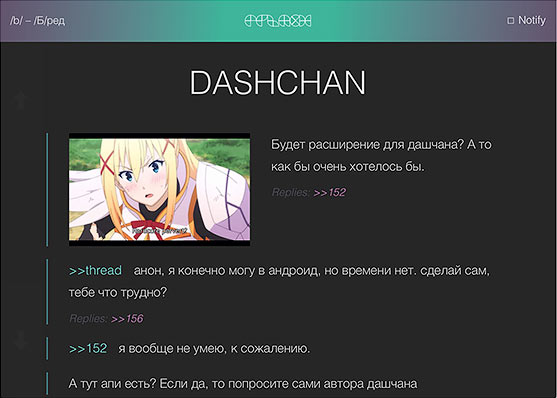 /b/ – /Б/ред
Notify
DASHCHAN
Будет расширение для дашчана? А то
как бы очень хотелось бы.
Replies: >>152
>>thread анон, я конечно могу в андроид, но времени нет. сделай сам,
тебе что трудно?
Replies: >>156
>>152 я вообще не умею, к сожалению.
А тут апи есть? Если да, то попросите сами автора дашчана